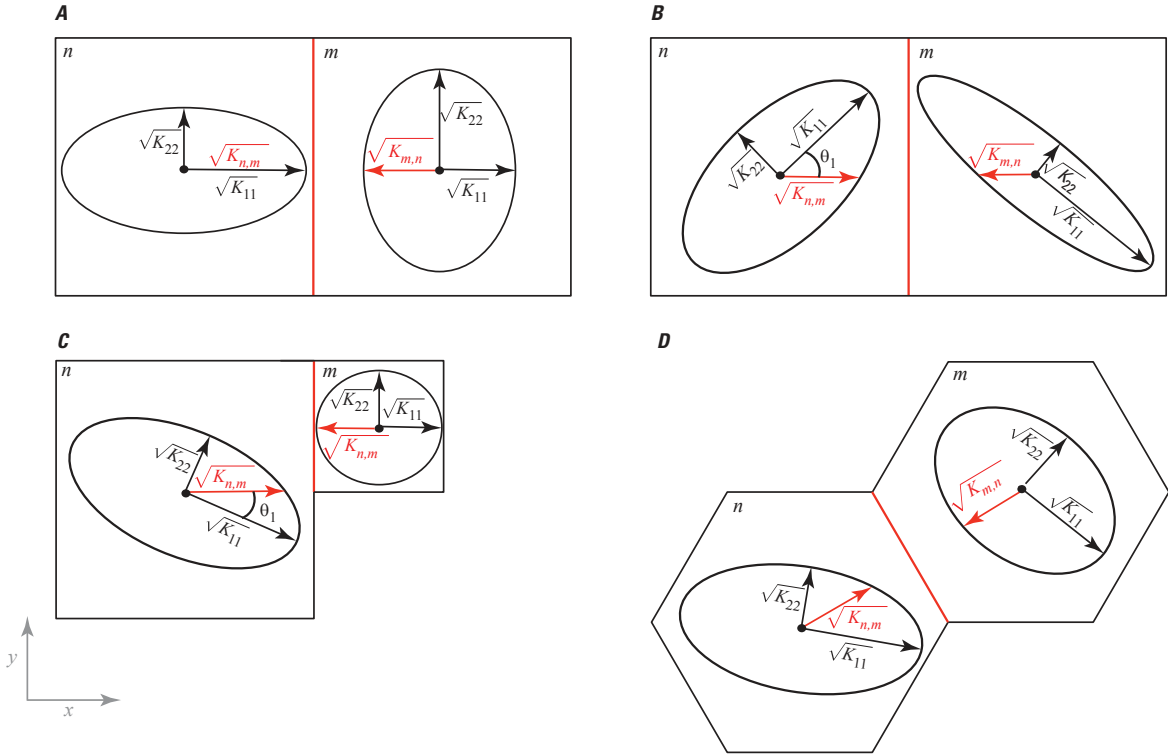 A
n
m
√K22
√Kn,m
√K11
√K22
√Km,n
√K11
B
n
m
√K11
√K22
θ1
√Kn,m
√Km,n
√K22
√K11
C
n
m
√K22
√Kn,m
θ1
√K11
√K22
√K11
√Kn,m
D
m
√K22
√Km,n
√K11
n
√K22
√Kn,m
√K11
y
x